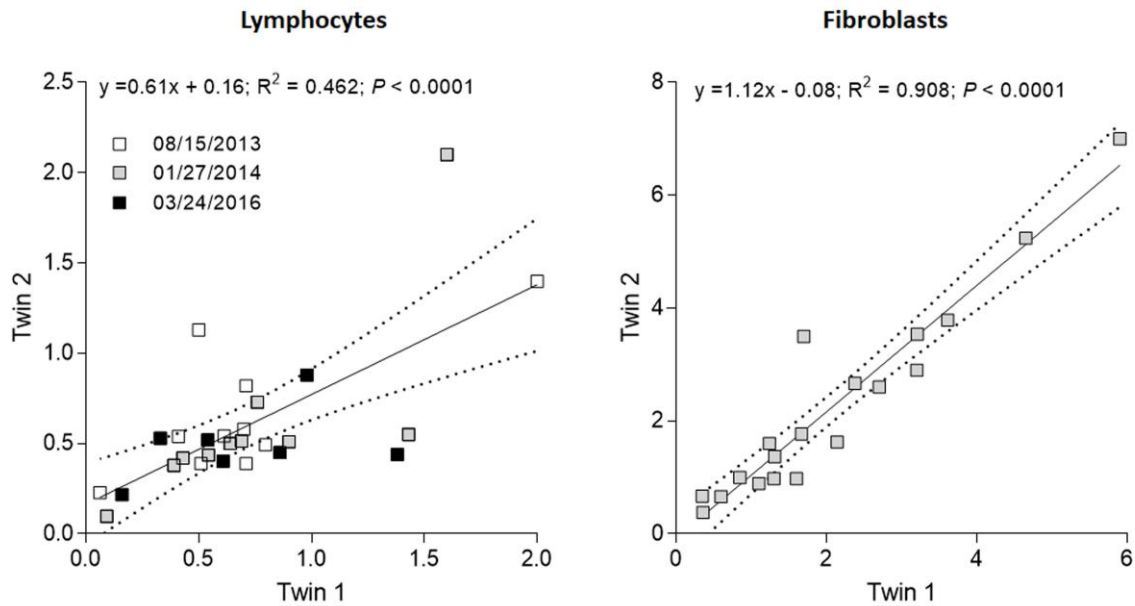 Lymphocytes
y =0.61x + 0.16; R² = 0.462; P < 0.0001
08/15/2013
01/27/2014
03/24/2016
2.5
2.0
1.5
1.0
0.5
0.0
Twin 2
0.0 0.5 1.0 1.5 2.0
Twin 1
Fibroblasts
y =1.12x - 0.08; R² = 0.908; P < 0.0001
8
6
4
2
0
Twin 2
0 2 4 6
Twin 1